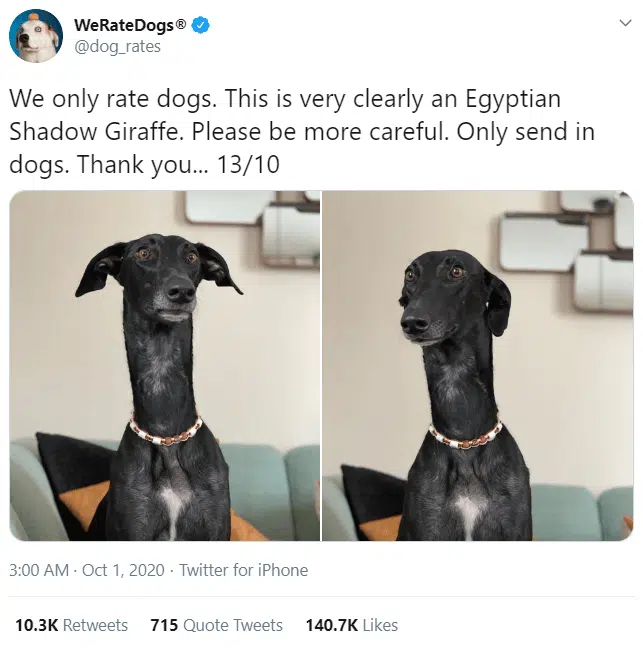 WeRateDogs®
@dog_rates
We only rate dogs. This is very clearly an Egyptian
Shadow Giraffe. Please be more careful. Only send in
dogs. Thank you... 13/10
3:00 AM · Oct 1, 2020 · Twitter for iPhone
10.3K Retweets 715 Quote Tweets 140.7K Likes